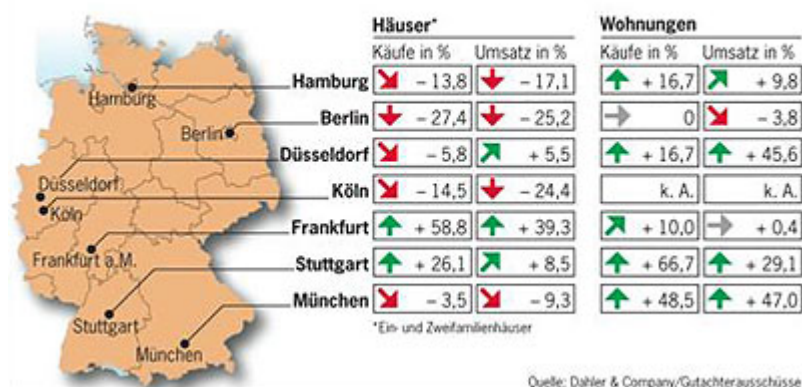 Häuser* Wohnungen
Käufe in % Umsatz in % Käufe in % Umsatz in %
Hamburg - 13,8 - 17,1 + 16,7 + 9,8
Berlin - 27,4 - 25,2 0 - 3,8
Düsseldorf - 5,8 + 5,5 + 16,7 + 45,6
Köln - 14,5 - 24,4 k. A. k. A.
Frankfurt + 58,8 + 39,3 + 10,0 + 0,4
Stuttgart + 26,1 + 8,5 + 66,7 + 29,1
München - 3,5 - 9,3 + 48,5 + 47,0
*Ein- und Zweifamilienhäuser
Hamburg
Berlin
Düsseldorf
Köln
Frankfurt a.M.
Stuttgart
München
Quelle: Dahler & Company/Gutachterausschüsse